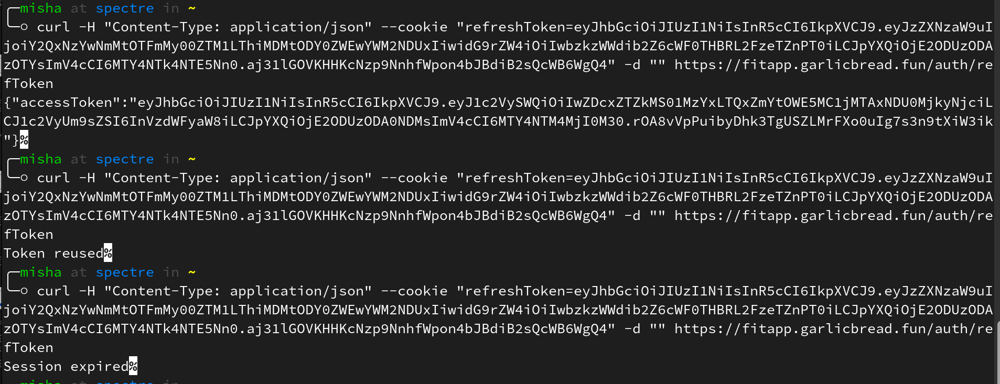 misha at spectre in ~
○ curl -H "Content-Type: application/json" --cookie "refreshToken=eyJhbGciOiJIUzI1NiIsInR5cCI6IkpXVCJ9.eyJzZXNzaW9uI
joiY2QxNzYwNmMtOTFmMy00ZTM1LThiMDMtODY0ZWEwYWM2NDUxIiwidG9rZW4iOiIwbzkzWWdib2Z6cWF0THBRL2FzeTZnPT0iLCJpYXQiOjE2ODUzODA
zOTYsImV4cCI6MTY4NTk4NTE5Nn0.aj31lGOVKHHKcNzp9NnhfWpon4bJBdiB2sQcWB6WgQ4" -d "" https://fitapp.garlicbread.fun/auth/re
fToken
{"accessToken":"eyJhbGciOiJIUzI1NiIsInR5cCI6IkpXVCJ9.eyJ1c2VySWQiOiIwZDcxZTZkMS01MzYxLTQxZmYtOWE5MC1jMTAxNDU0MjkyNjciL
CJ1c2VyUm9sZSI6InVzdWFyaW8iLCJpYXQiOjE2ODUzODA0NDMsImV4cCI6MTY4NTM4MjI0M30.rOA8vVpPuibyDhk3TgUSZLMrFXo0uIg7s3n9tXiW3ik
"}%
misha at spectre in ~
○ curl -H "Content-Type: application/json" --cookie "refreshToken=eyJhbGciOiJIUzI1NiIsInR5cCI6IkpXVCJ9.eyJzZXNzaW9uI
joiY2QxNzYwNmMtOTFmMy00ZTM1LThiMDMtODY0ZWEwYWM2NDUxIiwidG9rZW4iOiIwbzkzWWdib2Z6cWF0THBRL2FzeTZnPT0iLCJpYXQiOjE2ODUzODA
zOTYsImV4cCI6MTY4NTk4NTE5Nn0.aj31lGOVKHHKcNzp9NnhfWpon4bJBdiB2sQcWB6WgQ4" -d "" https://fitapp.garlicbread.fun/auth/re
fToken
Token reused%
misha at spectre in ~
○ curl -H "Content-Type: application/json" --cookie "refreshToken=eyJhbGciOiJIUzI1NiIsInR5cCI6IkpXVCJ9.eyJzZXNzaW9uI
joiY2QxNzYwNmMtOTFmMy00ZTM1LThiMDMtODY0ZWEwYWM2NDUxIiwidG9rZW4iOiIwbzkzWWdib2Z6cWF0THBRL2FzeTZnPT0iLCJpYXQiOjE2ODUzODA
zOTYsImV4cCI6MTY4NTk4NTE5Nn0.aj31lGOVKHHKcNzp9NnhfWpon4bJBdiB2sQcWB6WgQ4" -d "" https://fitapp.garlicbread.fun/auth/re
fToken
Session expired%
misha at spectre in